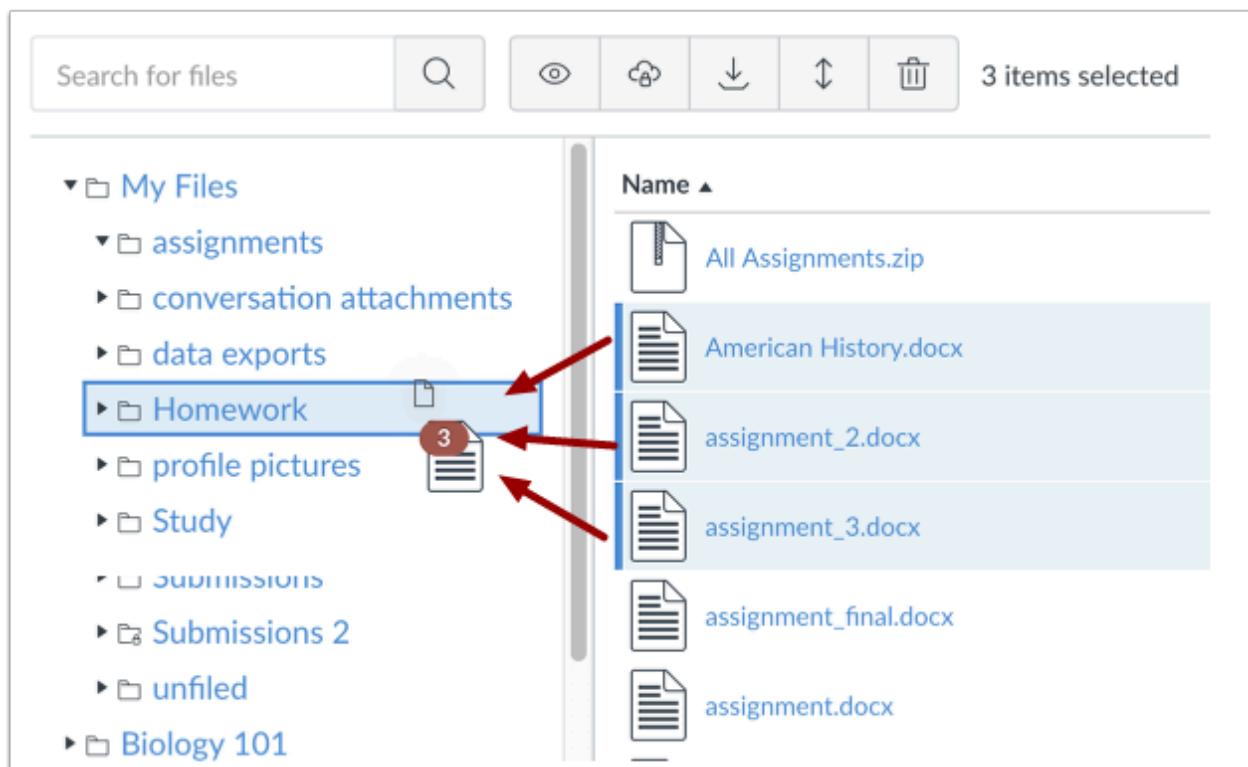 Search for files
3 items selected
My Files
assignments
conversation attachments
data exports
Homework
3
profile pictures
Study
Submissions
Submissions 2
unfiled
Biology 101
Name
All Assignments.zip
American History.docx
assignment_2.docx
assignment_3.docx
assignment_final.docx
assignment.docx